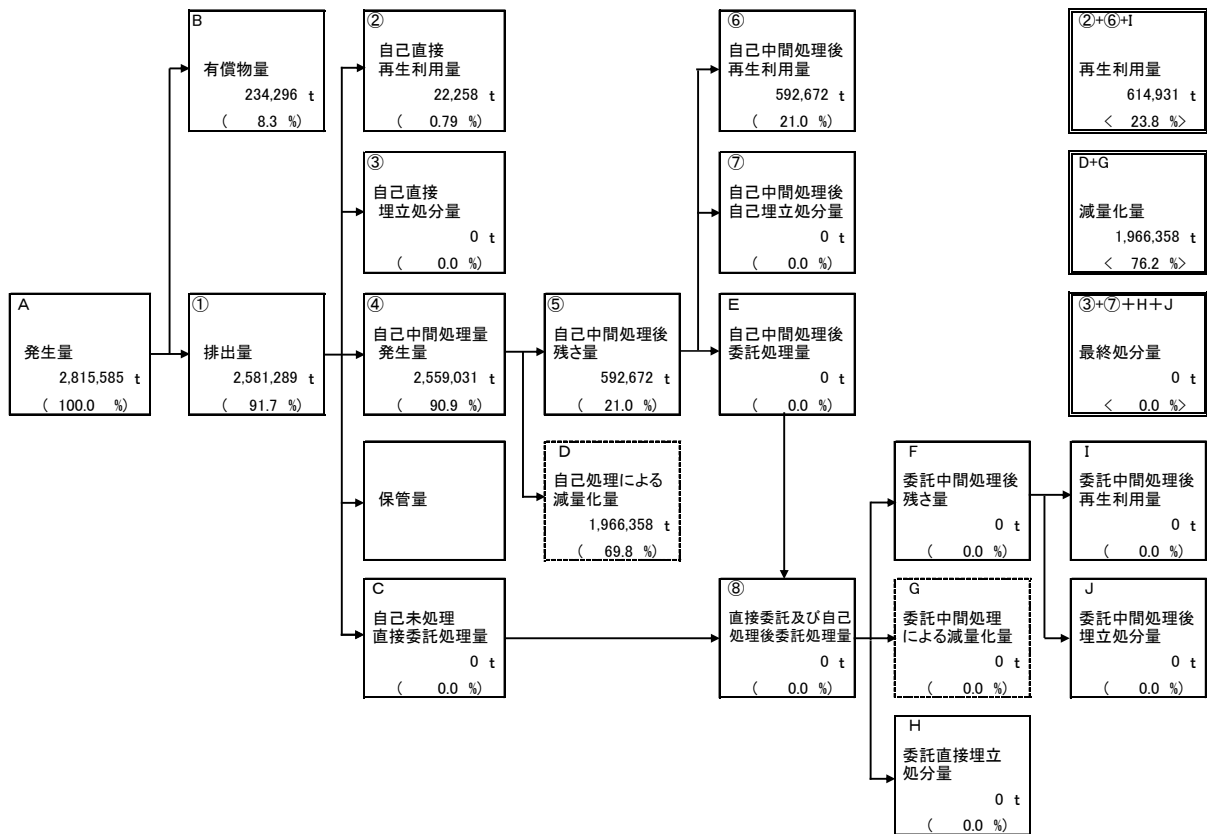 B
有償物量
234,296 t
( 8.3 %)
②
自己直接
再生利用量
22,258 t
( 0.79 %)
⑥
自己中間処理後
再生利用量
592,672 t
( 21.0 %)
②+⑥+I
再生利用量
614,931 t
< 23.8 %>
③
自己直接
埋立処分量
0 t
( 0.0 %)
⑦
自己中間処理後
自己埋立処分量
0 t
( 0.0 %)
D+G
減量化量
1,966,358 t
< 76.2 %>
A
発生量
2,815,585 t
( 100.0 %)
①
排出量
2,581,289 t
( 91.7 %)
④
自己中間処理量
発生量
2,559,031 t
( 90.9 %)
⑤
自己中間処理後
残さ量
592,672 t
( 21.0 %)
E
自己中間処理後
委託処理量
0 t
( 0.0 %)
③+⑦+H+J
最終処分量
0 t
< 0.0 %>
保管量
D
自己処理による
減量化量
1,966,358 t
( 69.8 %)
F
委託中間処理後
残さ量
0 t
( 0.0 %)
I
委託中間処理後
再生利用量
0 t
( 0.0 %)
C
自己未処理
直接委託処理量
0 t
( 0.0 %)
⑧
直接委託及び自己
処理後委託処理量
0 t
( 0.0 %)
G
委託中間処理
による減量化量
0 t
( 0.0 %)
J
委託中間処理後
埋立処分量
0 t
( 0.0 %)
H
委託直接埋立
処分量
0 t
( 0.0 %)